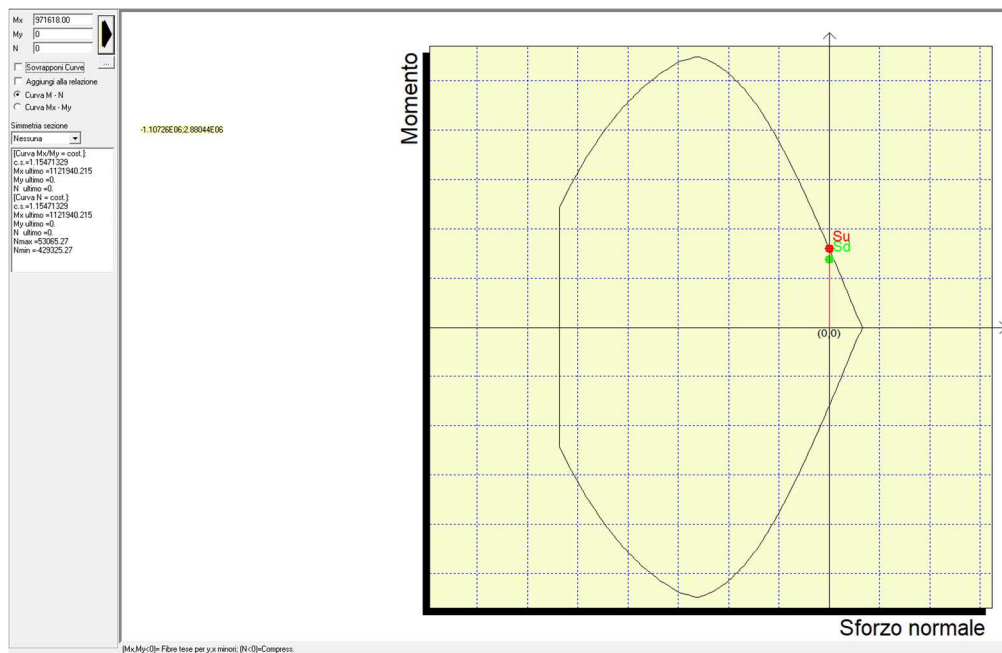 Mx 971618.00
My 0
N 0
...
Sovrapponi Curve
Aggiungi alla relazione
Curva M - N
Curva Mx - My
Simmetria sezione
Nessuna
[Curva Mx/My = cost.]:
c.s.=1.15471329
Mx ultimo =1121940.215
My ultimo =0.
N ultimo =0.
[Curva N = cost.]:
c.s.=1.15471329
Mx ultimo =1121940.215
My ultimo =0.
N ultimo =0.
Nmax =53065.27
Nmin =-429325.27
-1.10726E06;2.88044E06
Momento
Su
Sd
(0,0)
Sforzo normale
(Mx,My<0)= Fibre tese per y,x minori; (N<0)=Compress.